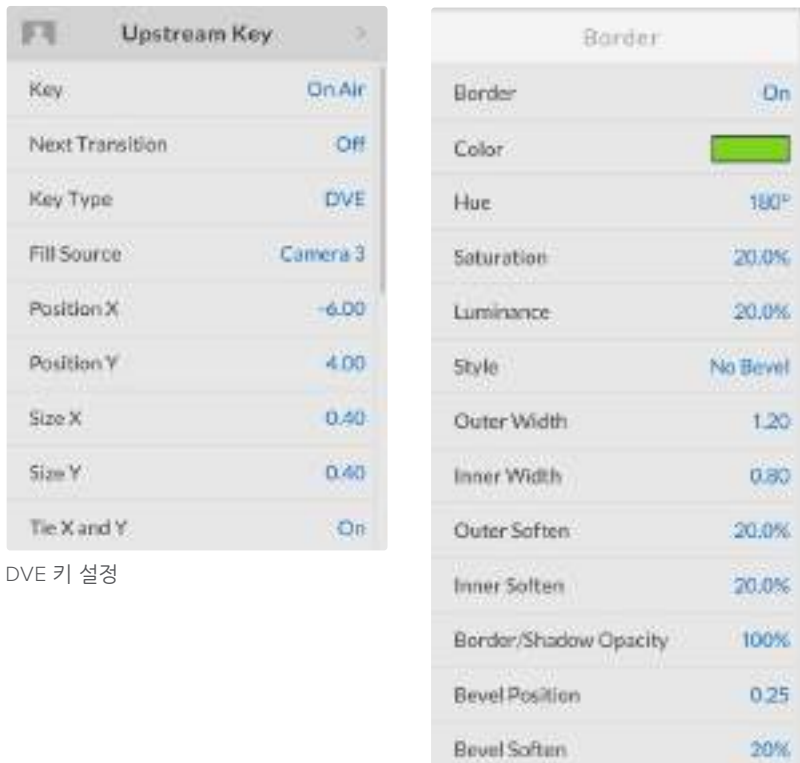 Upstream Key
Key On Air
Next Transition Off
Key Type DVE
Fill Source Camera 3
Position X -6.00
Position Y 4.00
Size X 0.40
Size Y 0.40
Tie X and Y On
DVE 키 설정
Border
Border On
Color
Hue 180°
Saturation 20.0%
Luminance 20.0%
Style No Bevel
Outer Width 1.20
Inner Width 0.80
Outer Soften 20.0%
Inner Soften 20.0%
Border/Shadow Opacity 100%
Bevel Position 0.25
Bevel Soften 20%